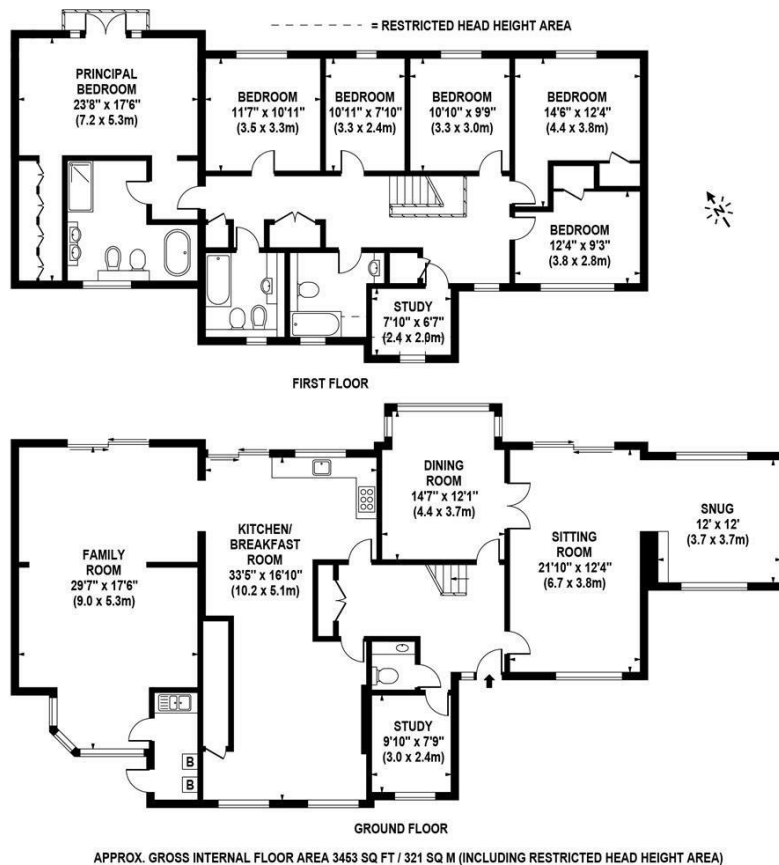 = RESTRICTED HEAD HEIGHT AREA
PRINCIPAL
BEDROOM
23'8" x 17'6"
(7.2 x 5.3m)
BEDROOM
11'7" x 10'11"
(3.5 x 3.3m)
BEDROOM
10'11" x 7'10"
(3.3 x 2.4m)
BEDROOM
10'10" x 9'9"
(3.3 x 3.0m)
BEDROOM
14'6" x 12'4"
(4.4 x 3.8m)
BEDROOM
12'4" x 9'3"
(3.8 x 2.8m)
N
STUDY
7'10" x 6'7"
(2.4 x 2.0m)
FIRST FLOOR
FAMILY
ROOM
29'7" x 17'6"
(9.0 x 5.3m)
KITCHEN/
BREAKFAST
ROOM
33'5" x 16'10"
(10.2 x 5.1m)
DINING
ROOM
14'7" x 12'1"
(4.4 x 3.7m)
SITTING
ROOM
21'10" x 12'4"
(6.7 x 3.8m)
SNUG
12' x 12'
(3.7 x 3.7m)
STUDY
9'10" x 7'9"
(3.0 x 2.4m)
B
B
GROUND FLOOR
APPROX. GROSS INTERNAL FLOOR AREA 3453 SQ FT / 321 SQ M (INCLUDING RESTRICTED HEAD HEIGHT AREA)